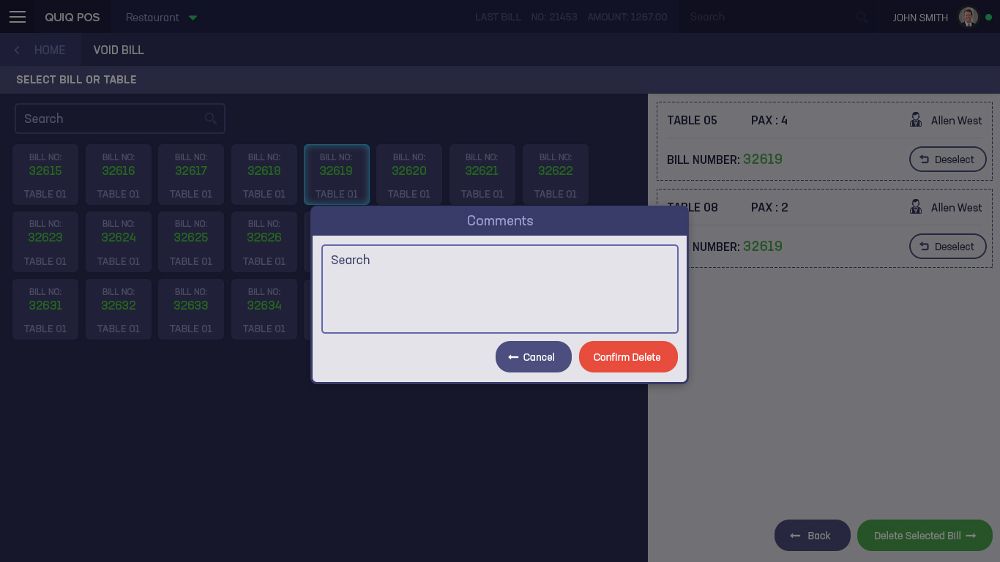 QUIQ POS Restaurant LAST BILL NO: 21453 AMOUNT: 1267.00 Search JOHN SMITH
HOME VOID BILL
SELECT BILL OR TABLE
Search
BILL NO: BILL NO: BILL NO: BILL NO: BILL NO: BILL NO: BILL NO: BILL NO:
32615 32616 32617 32618 32619 32620 32621 32622
TABLE 01 TABLE 01 TABLE 01 TABLE 01 TABLE 01 TABLE 01 TABLE 01 TABLE 01
BILL NO: BILL NO: BILL NO: BILL NO:
32623 32624 32625 32626
TABLE 01 TABLE 01 TABLE 01 TABLE 01
BILL NO: BILL NO: BILL NO: BILL NO:
32631 32632 32633 32634
TABLE 01 TABLE 01 TABLE 01 TABLE 01
TABLE 05 PAX : 4 Allen West
BILL NUMBER: 32619 Deselect
TABLE 08 PAX : 2 Allen West
NUMBER: 32619 Deselect
Comments
Search
Cancel Confirm Delete
Back Delete Selected Bill